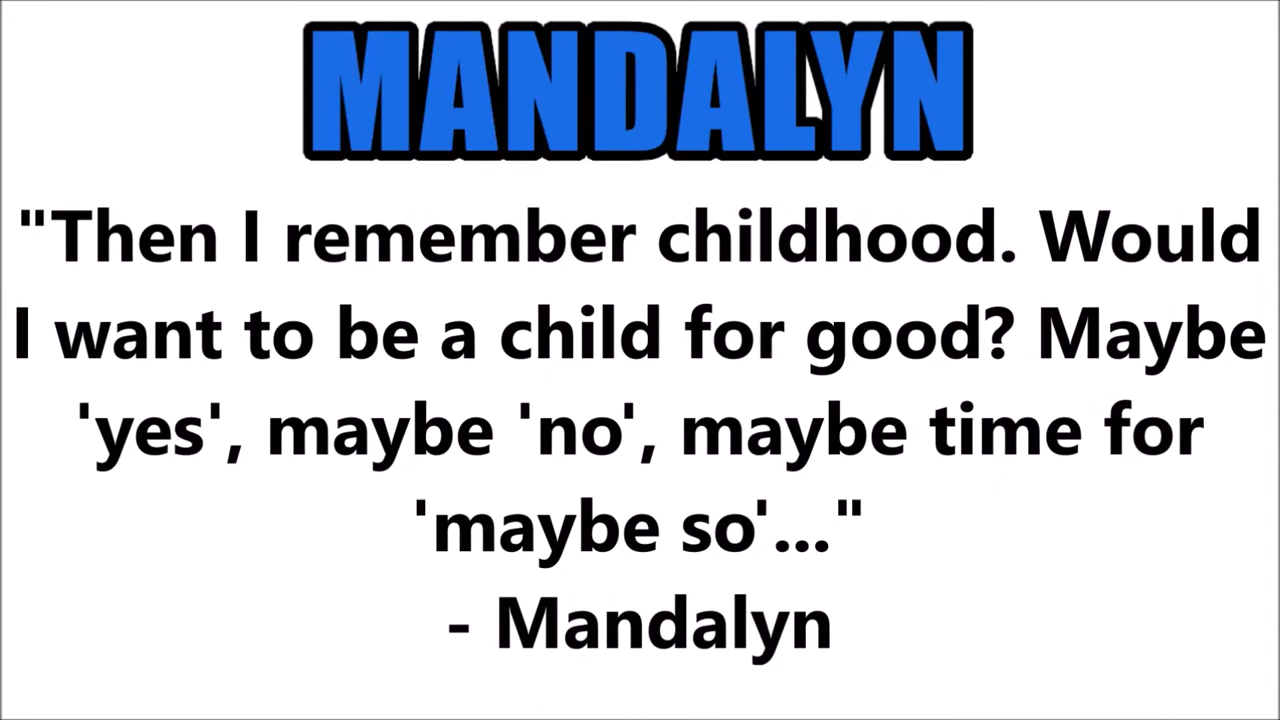 MANDALYN
"Then I remember childhood. Would
I want to be a child for good? Maybe
'yes', maybe 'no', maybe time for
'maybe so'..."
- Mandalyn